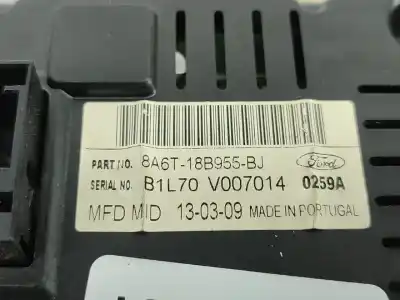 PART NO. 8A6T-18B955-BJ Ford
SERIAL NO. B1L70 V007014 0259A
MFD MID 13-03-09 MADE IN PORTUGAL